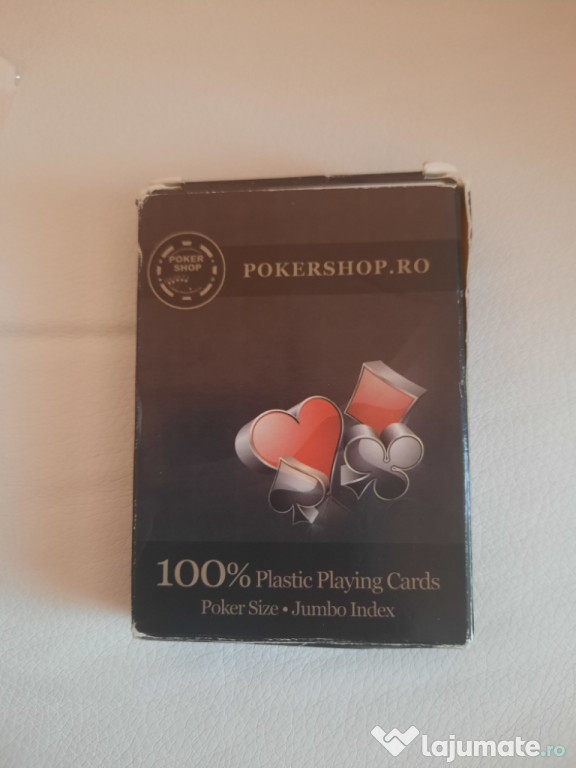 POKER
SHOP
POKERSHOP.RO
100% Plastic Playing Cards
Poker Size • Jumbo Index
lajumate.ro